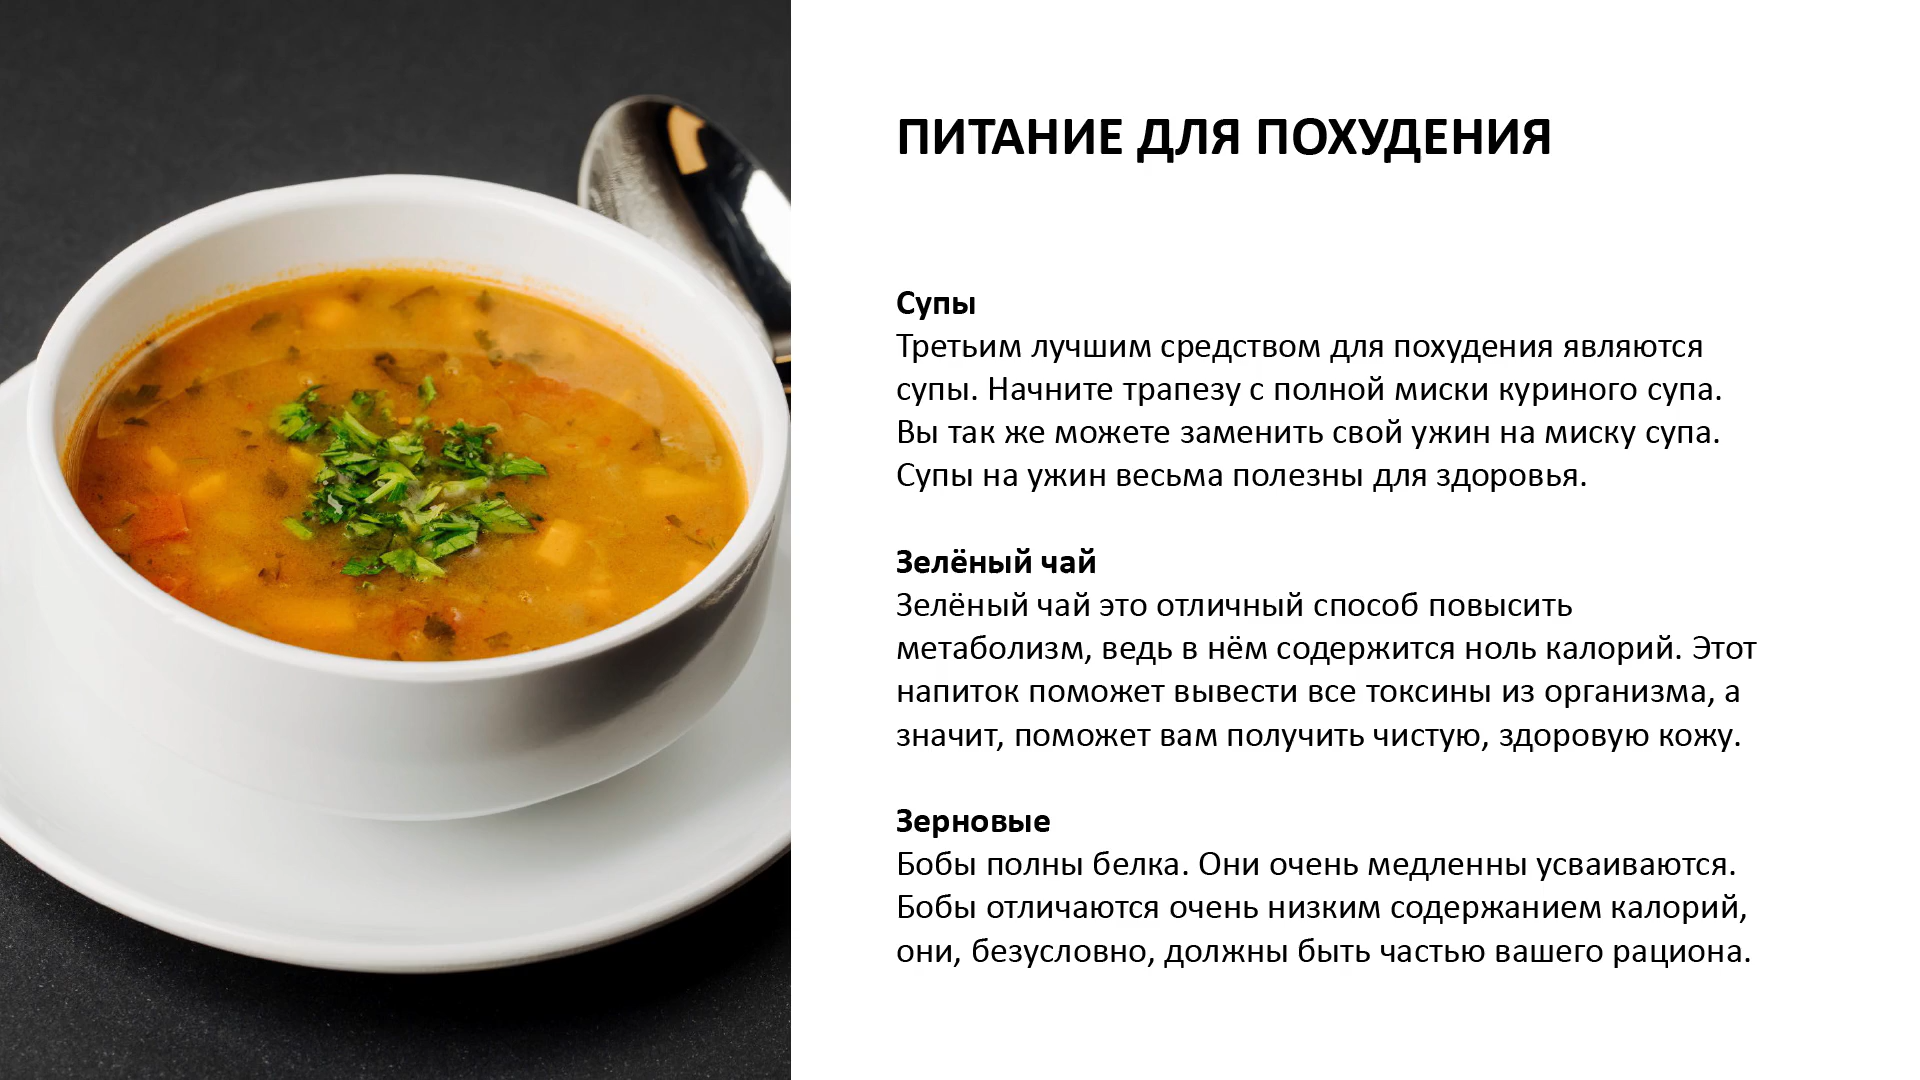 ПИТАНИЕ ДЛЯ ПОХУДЕНИЯ
Супы
Третьим лучшим средством для похудения являются
супы. Начните трапезу с полной миски куриного супа.
Вы так же можете заменить свой ужин на миску супа.
Супы на ужин весьма полезны для здоровья.
Зелёный чай
Зелёный чай это отличный способ повысить
метаболизм, ведь в нём содержится ноль калорий. Этот
напиток поможет вывести все токсины из организма, а
значит, поможет вам получить чистую, здоровую кожу.
Зерновые
Бобы полны белка. Они очень медленны усваиваются.
Бобы отличаются очень низким содержанием калорий,
они, безусловно, должны быть частью вашего рациона.